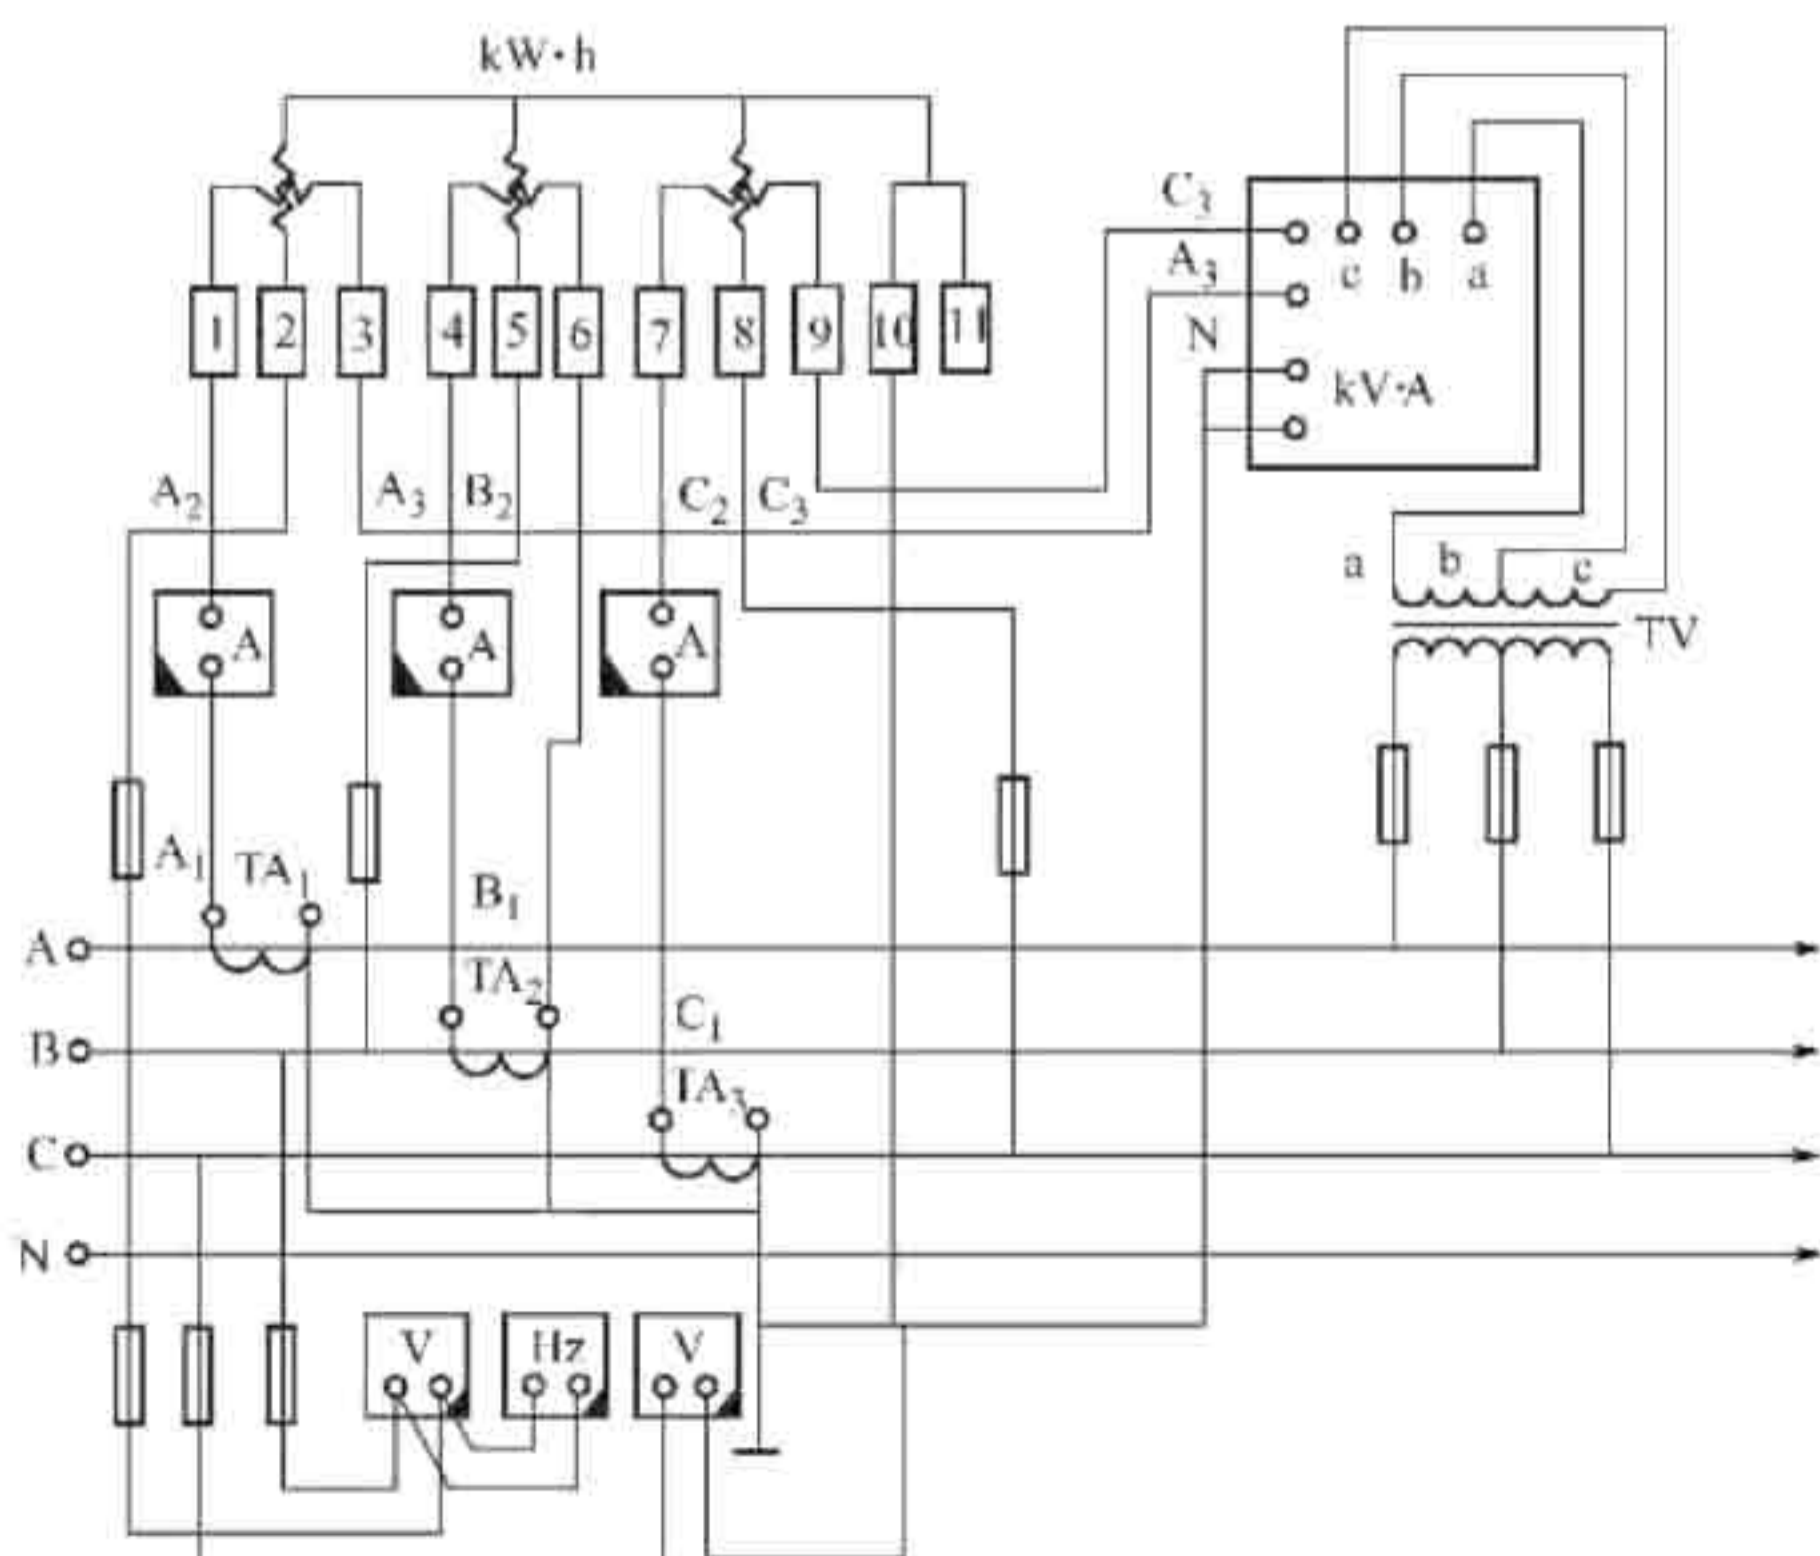 kW·h
C₃
A₃
c b a
N
kV·A
1 2 3 4 5 6 7 8 9 10 11
A₂ A₃ B₂ C₂ C₃
a b c
TV
A A A
A₁ TA₁
B₁
A
TA₂
C₁
B
TA₃
C
N
V Hz V